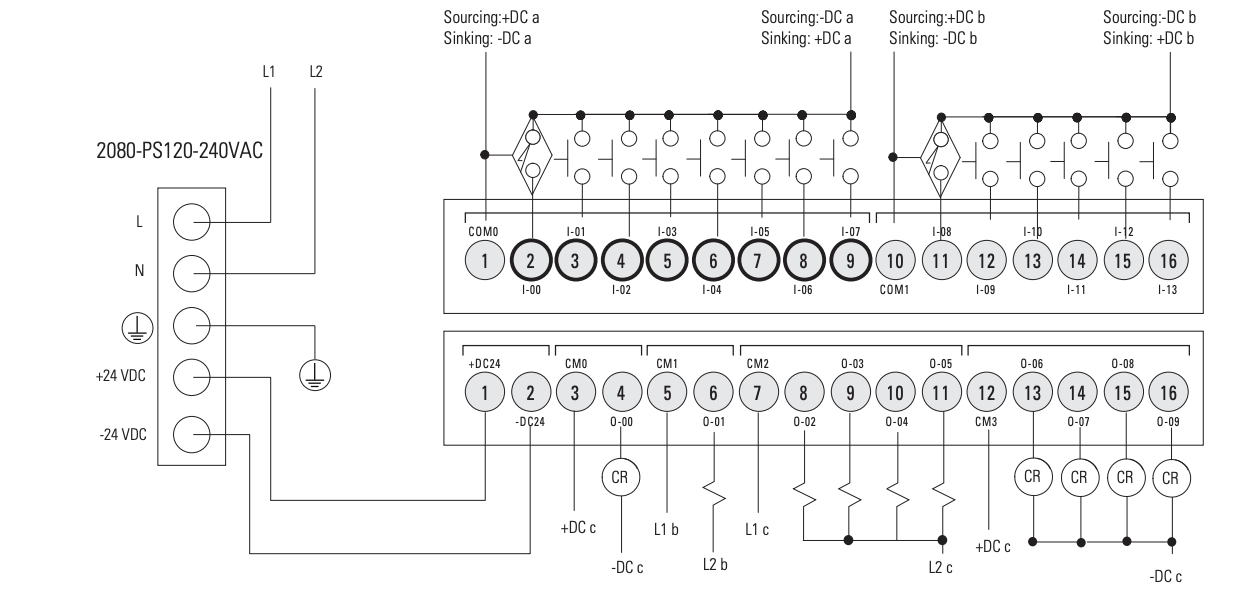 Sourcing:+DC a
Sinking: -DC a
Sourcing:-DC a
Sinking: +DC a
Sourcing:+DC b
Sinking: -DC b
Sourcing:-DC b
Sinking: +DC b
L1
L2
2080-PS120-240VAC
L
N
+24 VDC
-24 VDC
COM0
I-01
I-03
I-05
I-07
I-08
I-10
I-12
1
2
3
4
5
6
7
8
9
10
11
12
13
14
15
16
I-00
I-02
I-04
I-06
COM1
I-09
I-11
I-13
+DC24
CM0
CM1
CM2
O-03
O-05
O-06
O-08
1
2
3
4
5
6
7
8
9
10
11
12
13
14
15
16
-DC24
O-00
O-01
O-02
O-04
CM3
O-07
O-09
CR
CR
CR
CR
CR
+DC c
L1 b
L1 c
+DC c
-DC c
L2 b
L2 c
-DC c